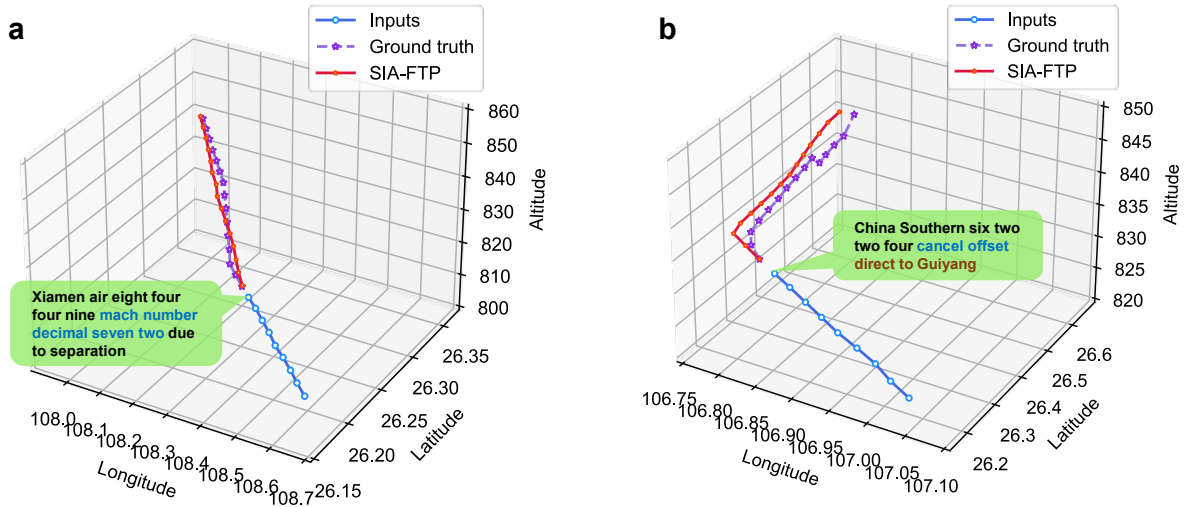 a
Inputs
Ground truth
SIA-FTP
860
850
840
830
820
810
800
Altitude
Xiamen air eight four
four nine mach number
decimal seven two due
to separation
26.35
26.30
26.25
26.20
26.15
Latitude
108.0
108.1
108.2
108.3
108.4
108.5
108.6
108.7
Longitude
b
Inputs
Ground truth
SIA-FTP
850
845
840
835
830
825
820
Altitude
China Southern six two
two four cancel offset
direct to Guiyang
26.6
26.5
26.4
26.3
26.2
Latitude
106.75
106.80
106.85
106.90
106.95
107.00
107.05
107.10
Longitude